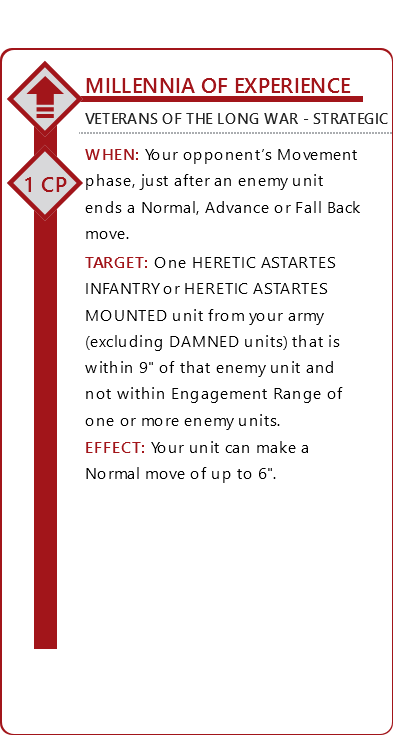 MILLENNIA OF EXPERIENCE
VETERANS OF THE LONG WAR - STRATEGIC
1 CP
WHEN: Your opponent's Movement
phase, just after an enemy unit
ends a Normal, Advance or Fall Back
move.
TARGET: One HERETIC ASTARTES
INFANTRY or HERETIC ASTARTES
MOUNTED unit from your army
(excluding DAMNED units) that is
within 9" of that enemy unit and
not within Engagement Range of
one or more enemy units.
EFFECT: Your unit can make a
Normal move of up to 6".